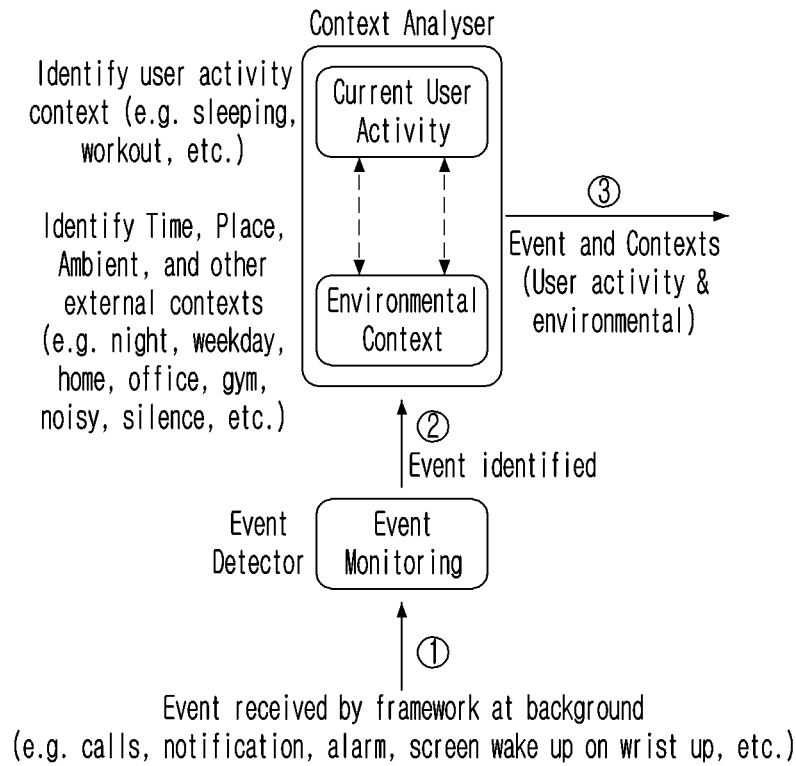 Context Analyser
Identify user activity
context (e.g. sleeping,
workout, etc.)
Current User
Activity
Identify Time, Place,
Ambient, and other
external contexts
(e.g. night, weekday,
home, office, gym,
noisy, silence, etc.)
Environmental
Context
③
Event and Contexts
(User activity &
environmental)
②
Event identified
Event
Detector
Event
Monitoring
①
Event received by framework at background
(e.g. calls, notification, alarm, screen wake up on wrist up, etc.)